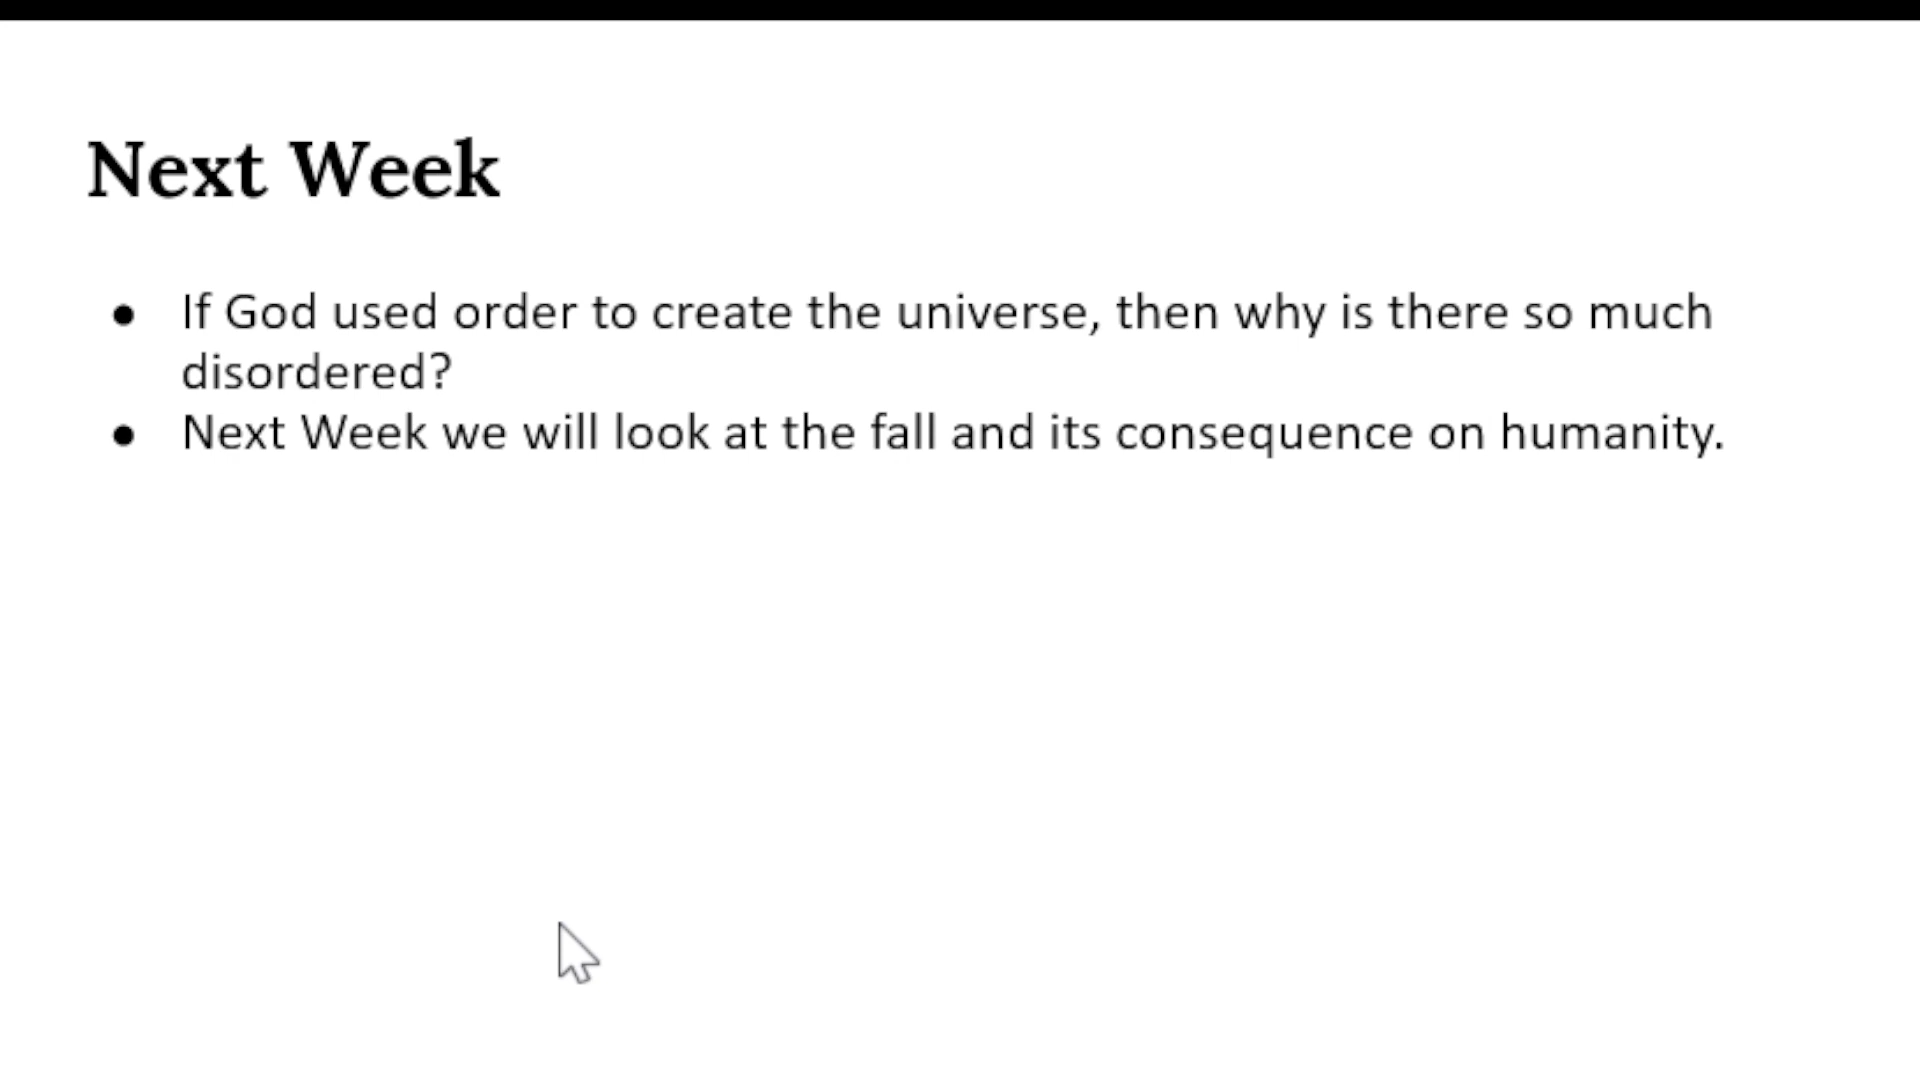 Next Week
● If God used order to create the universe, then why is there so much
disordered?
● Next Week we will look at the fall and its consequence on humanity.